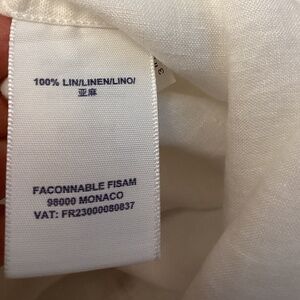 100% LIN/LINEN/LINO/
亚麻
FACONNABLE FISAM
98000 MONACO
VAT: FR23000080837